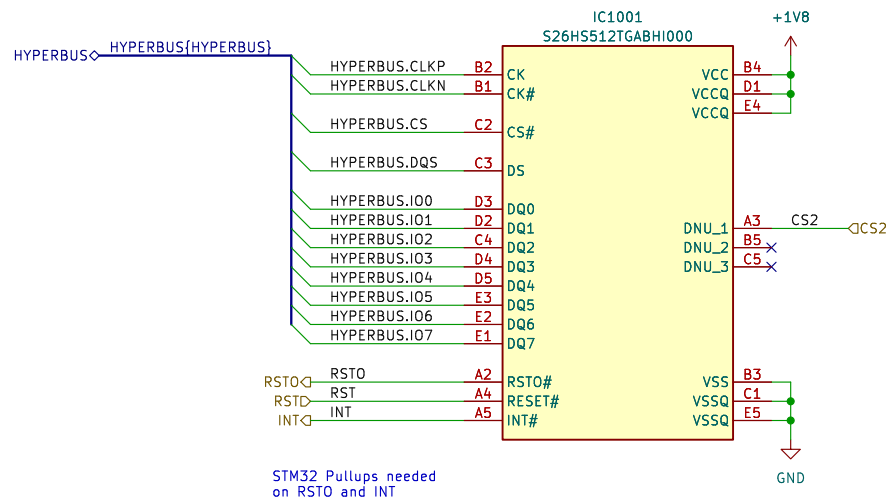 IC1001
+1V8
S26HS512TGABHI000
HYPERBUS
HYPERBUS{HYPERBUS}
HYPERBUS.CLKP B2 CK VCC B4
HYPERBUS.CLKN B1 CK# VCCQ D1
VCCQ E4
HYPERBUS.CS C2 CS#
HYPERBUS.DQS C3 DS
HYPERBUS.IO0 D3 DQ0
HYPERBUS.IO1 D2 DQ1 DNU_1 A3 CS2 CS2
HYPERBUS.IO2 C4 DQ2 DNU_2 B5
HYPERBUS.IO3 D4 DQ3 DNU_3 C5
HYPERBUS.IO4 D5 DQ4
HYPERBUS.IO5 E3 DQ5
HYPERBUS.IO6 E2 DQ6
HYPERBUS.IO7 E1 DQ7
RSTO RSTO A2 RSTO# VSS B3
RST RST A4 RESET# VSSQ C1
INT INT A5 INT# VSSQ E5
GND
STM32 Pullups needed
on RSTO and INT